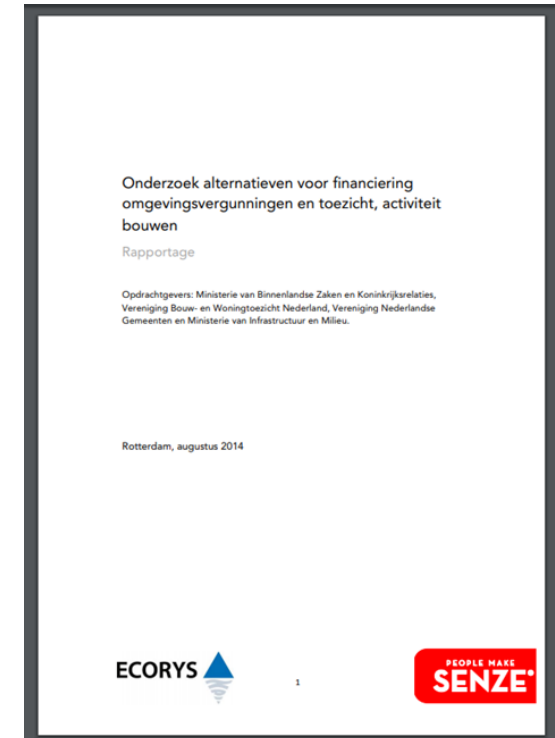 Onderzoek alternatieven voor financiering
omgevingsvergunningen en toezicht, activiteit
bouwen
Rapportage
Opdrachtgevers: Ministerie van Binnenlandse Zaken en Koninkrijksrelaties,
Vereniging Bouw- en Woningtoezicht Nederland, Vereniging Nederlandse
Gemeenten en Ministerie van Infrastructuur en Milieu.
Rotterdam, augustus 2014
ECORYS
1
PEOPLE MAKE
SENZE